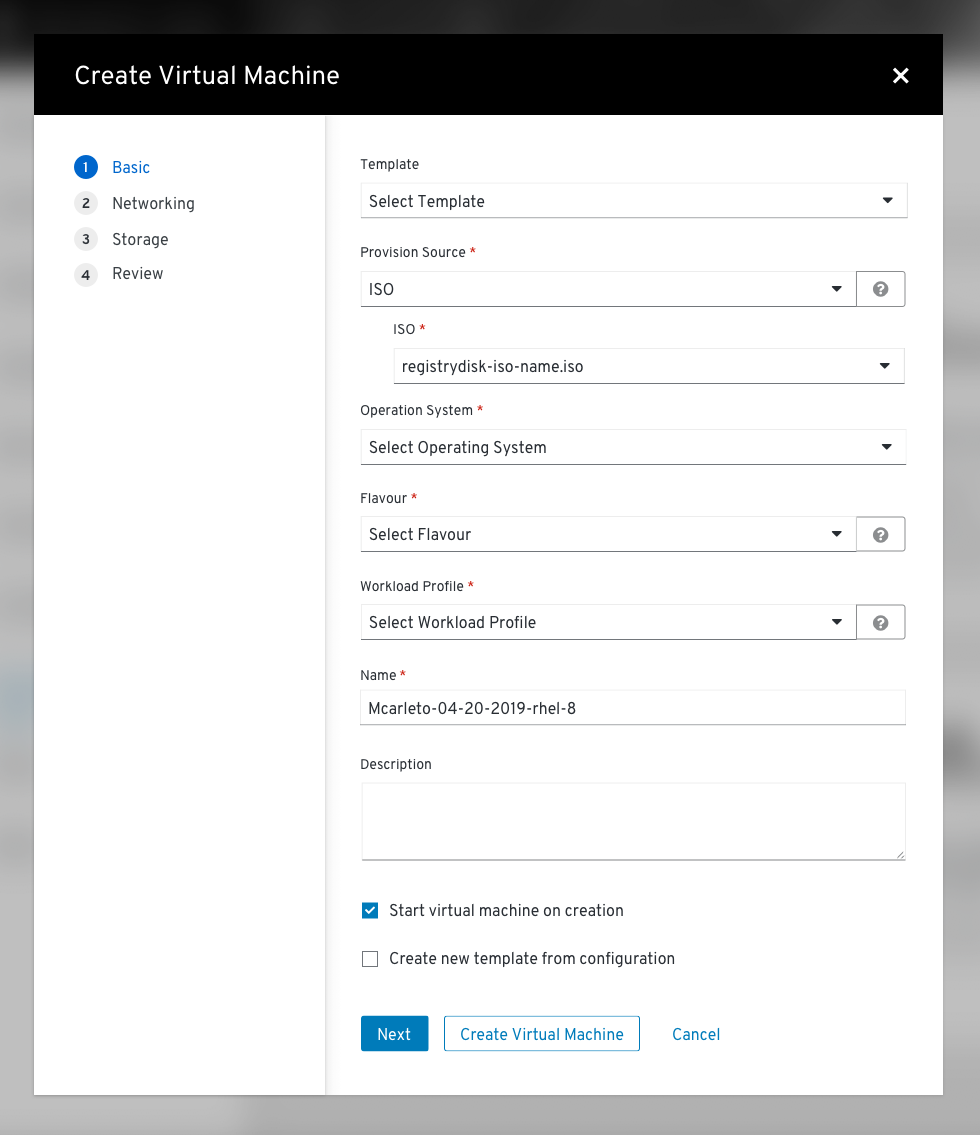 Create Virtual Machine
1 Basic
2 Networking
3 Storage
4 Review
Template
Select Template
Provision Source *
ISO
?
ISO *
registrydisk-iso-name.iso
Operation System *
Select Operating System
Flavour *
Select Flavour
?
Workload Profile *
Select Workload Profile
?
Name *
Mcarleto-04-20-2019-rhel-8
Description
Start virtual machine on creation
Create new template from configuration
Next Create Virtual Machine Cancel